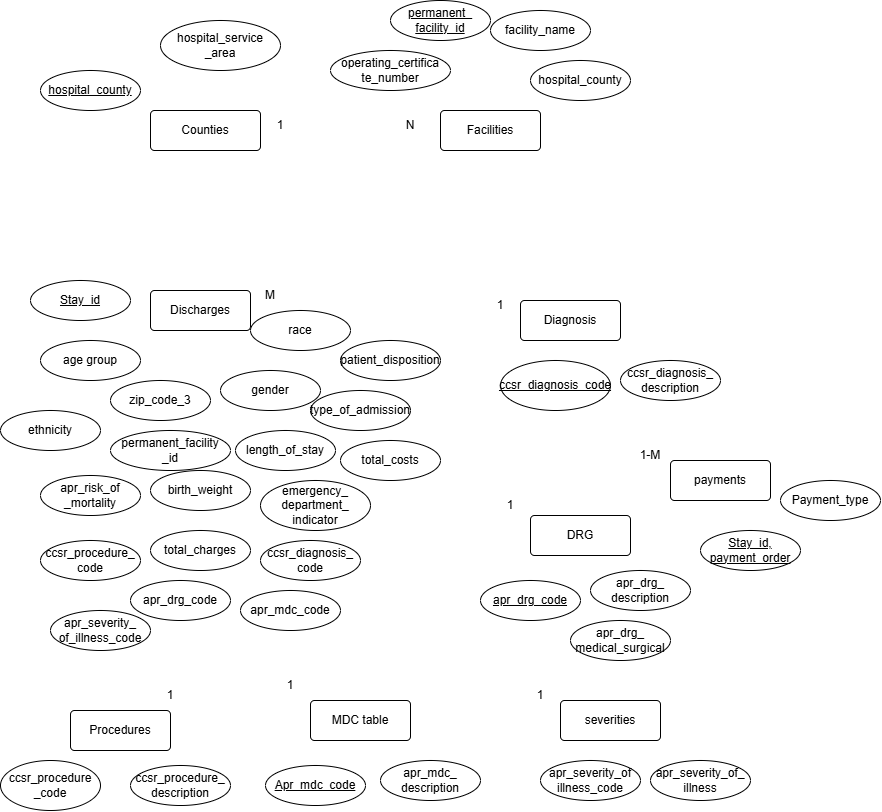 permanent_
facility_id
hospital_service
_area
facility_name
operating_certifica
te_number
hospital_county
hospital_county
Counties
1
N
Facilities
Stay_id
Discharges
M
race
1
Diagnosis
age group
patient_disposition
zip_code_3
gender
type_of_admission
ccsr_diagnosis_code
ccsr_diagnosis_
description
ethnicity
permanent_facility
_id
length_of_stay
total_costs
1-M
payments
Payment_type
apr_risk_of
_mortality
birth_weight
emergency_
department_
indicator
1
DRG
Stay_id,
payment_order
ccsr_procedure_
code
total_charges
ccsr_diagnosis_
code
apr_drg_code
apr_mdc_code
apr_drg_code
apr_drg_
description
apr_severity_
of_illness_code
apr_drg_
medical_surgical
1
Procedures
1
MDC table
1
severities
ccsr_procedure
_code
ccsr_procedure_
description
Apr_mdc_code
apr_mdc_
description
apr_severity_of
illness_code
apr_severity_of_
illness